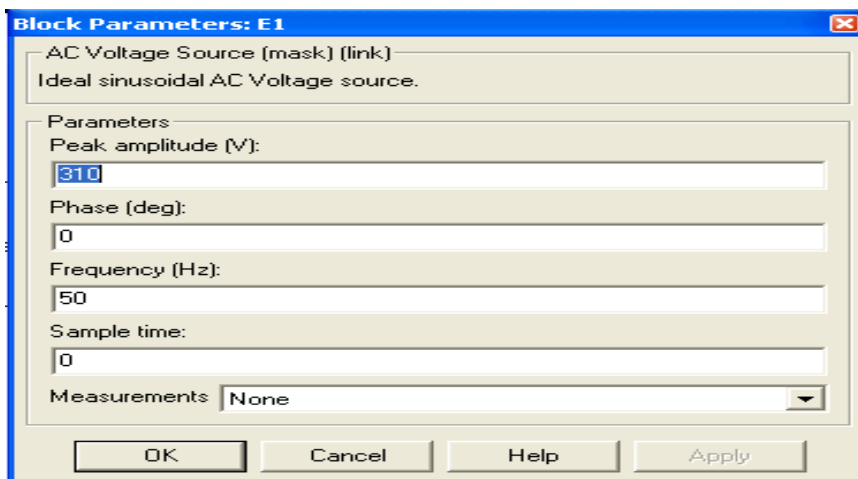 Block Parameters: E1
AC Voltage Source (mask) (link)
Ideal sinusoidal AC Voltage source.
Parameters
Peak amplitude (V):
310
Phase (deg):
0
Frequency (Hz):
50
Sample time:
0
Measurements None
OK Cancel Help Apply